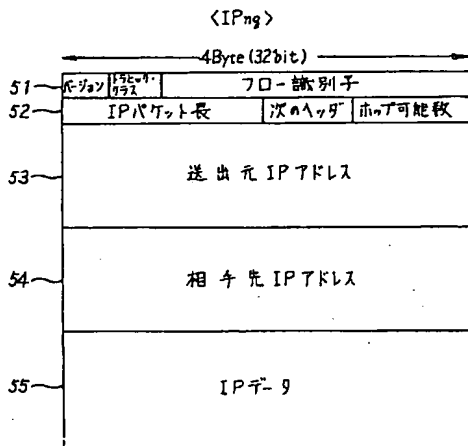 <IPng>
4Byte(32bit)
51 バージョン トラヒック・クラス フロー識別子
52 IPパケット長 次のヘッダ ホップ可能数
53 送出元IPアドレス
54 相手先IPアドレス
55 IPデータ